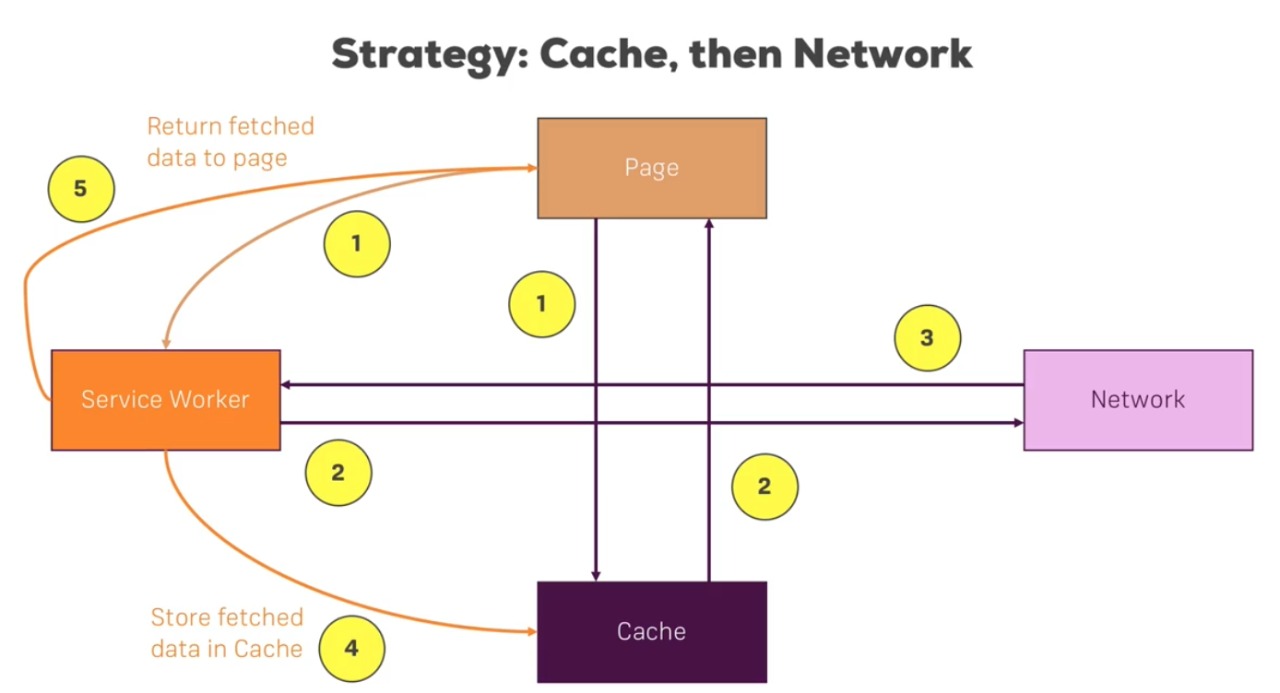 Strategy: Cache, then Network
Return fetched
data to page
Page
5
1
1
3
Service Worker
Network
2
2
Store fetched
data in Cache
4
Cache